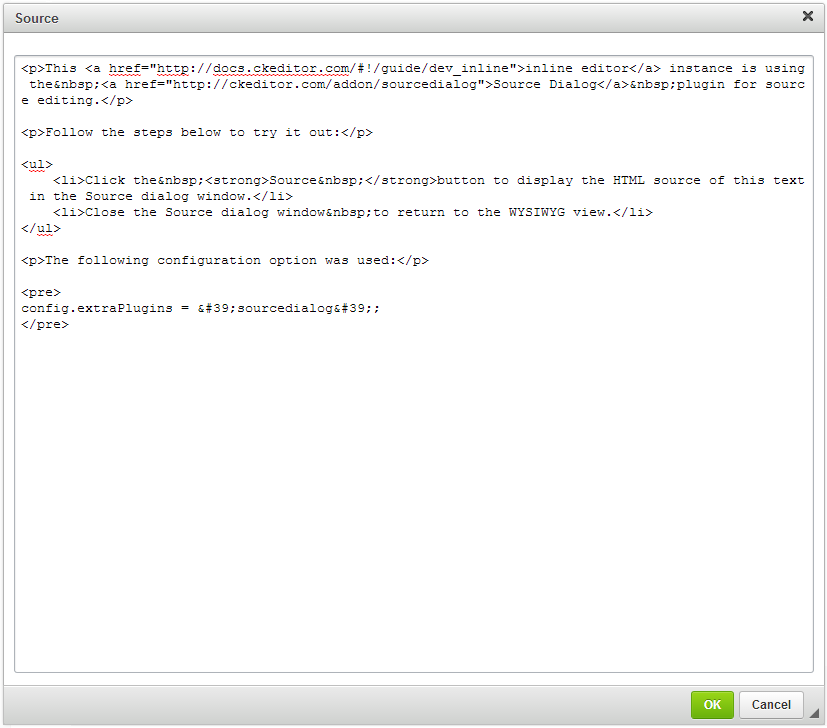 Source
<p>This <a href="http://docs.ckeditor.com/#!/guide/dev_inline">inline editor</a> instance is using
the&nbsp;<a href="http://ckeditor.com/addon/sourcedialog">Source Dialog</a>&nbsp;plugin for sourc
e editing.</p>
<p>Follow the steps below to try it out:</p>
<ul>
<li>Click the&nbsp;<strong>Source&nbsp;</strong>button to display the HTML source of this text
in the Source dialog window.</li>
<li>Close the Source dialog window&nbsp;to return to the WYSIWYG view.</li>
</ul>
<p>The following configuration option was used:</p>
<pre>
config.extraPlugins = &#39;sourcedialog&#39;;
</pre>
OK Cancel